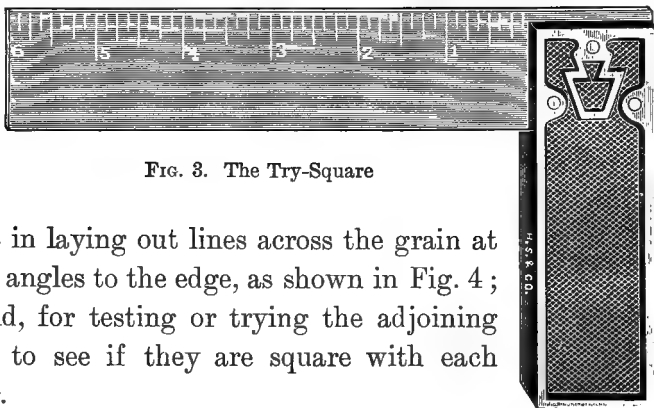 6 5 4 3 2 1
FIG. 3. The Try-Square
in laying out lines across the grain at
angles to the edge, as shown in Fig. 4;
for testing or trying the adjoining
to see if they are square with each
H.S.& CO.